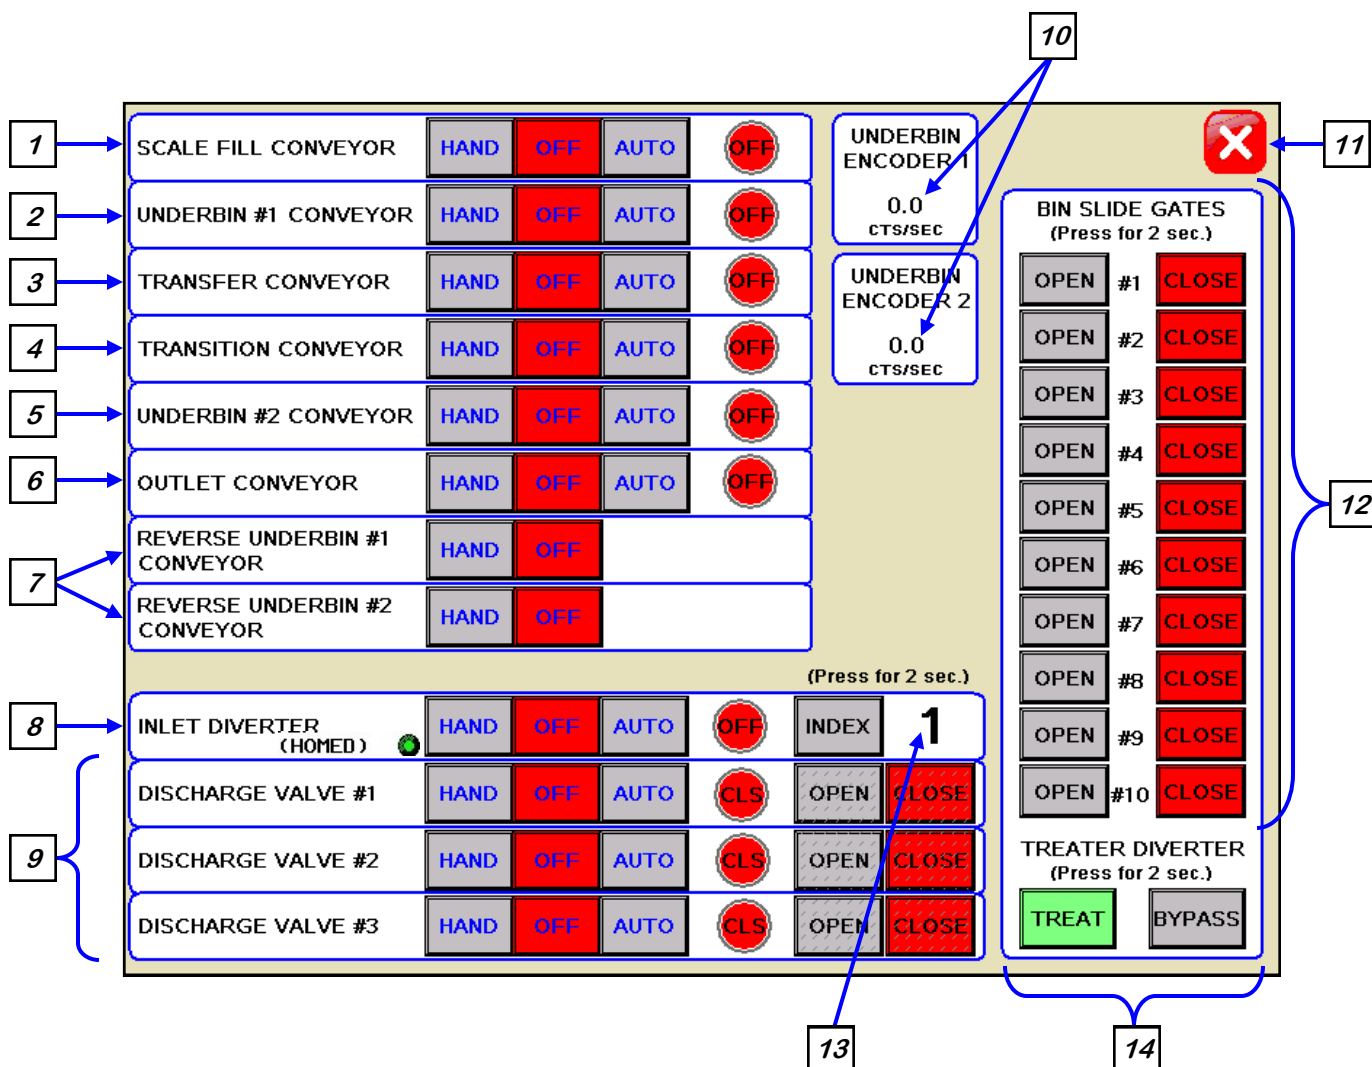 10
1
SCALE FILL CONVEYOR HAND OFF AUTO OFF
UNDERBIN
ENCODER 1
0.0
CTS/SEC
11
2
UNDERBIN #1 CONVEYOR HAND OFF AUTO OFF
3
TRANSFER CONVEYOR HAND OFF AUTO OFF
UNDERBIN
ENCODER 2
0.0
CTS/SEC
4
TRANSITION CONVEYOR HAND OFF AUTO OFF
5
UNDERBIN #2 CONVEYOR HAND OFF AUTO OFF
6
OUTLET CONVEYOR HAND OFF AUTO OFF
7
REVERSE UNDERBIN #1
CONVEYOR
HAND OFF
REVERSE UNDERBIN #2
CONVEYOR
HAND OFF
(Press for 2 sec.)
8
INLET DIVERTER
(HOMED)
HAND OFF AUTO OFF INDEX 1
9
DISCHARGE VALVE #1 HAND OFF AUTO CLS OPEN CLOSE
DISCHARGE VALVE #2 HAND OFF AUTO CLS OPEN CLOSE
DISCHARGE VALVE #3 HAND OFF AUTO CLS OPEN CLOSE
BIN SLIDE GATES
(Press for 2 sec.)
OPEN #1 CLOSE
OPEN #2 CLOSE
OPEN #3 CLOSE
OPEN #4 CLOSE
OPEN #5 CLOSE
OPEN #6 CLOSE
OPEN #7 CLOSE
OPEN #8 CLOSE
OPEN #9 CLOSE
OPEN #10 CLOSE
12
TREATER DIVERTER
(Press for 2 sec.)
TREAT BYPASS
13
14